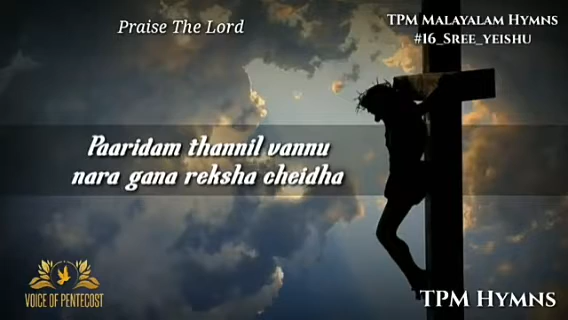 Praise The Lord
TPM Malayalam Hymns
#16_Sree_yeishu
Paaridam thannil vannu
nara gana reksha cheidha
VOICE OF PENTECOST
TPM Hymns